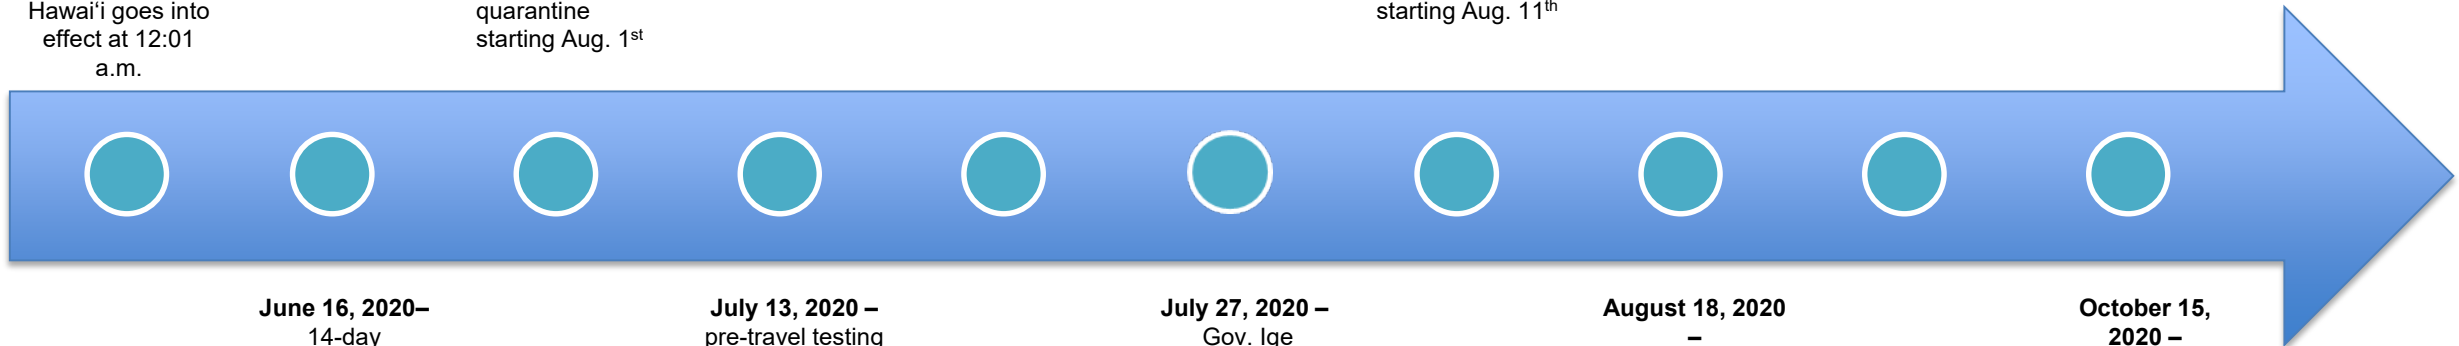 Hawai‘i goes into
effect at 12:01
a.m.
quarantine
starting Aug. 1st
starting Aug. 11th
June 16, 2020–
14-day
July 13, 2020 –
pre-travel testing
July 27, 2020 –
Gov. Ige
August 18, 2020
–
October 15,
2020 –